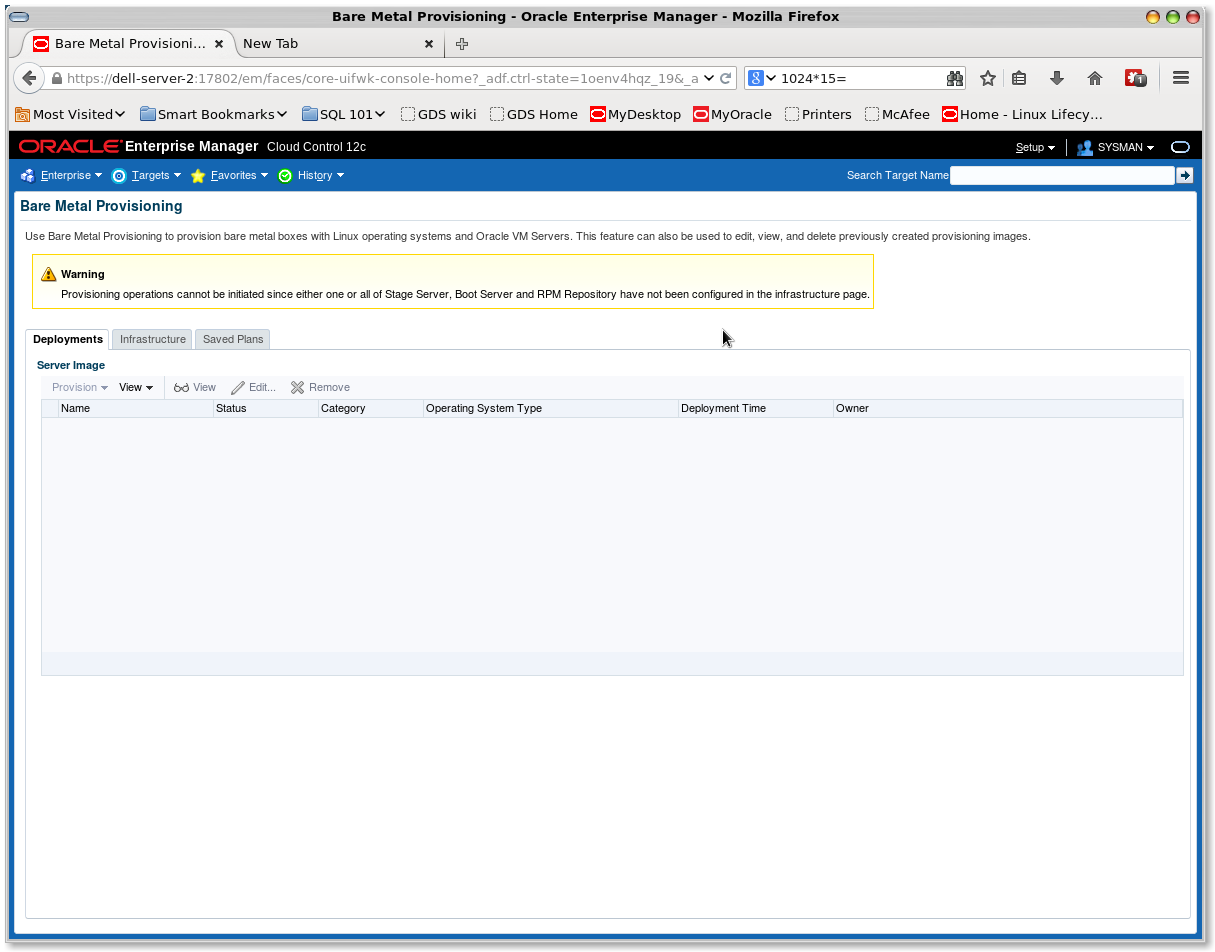 Bare Metal Provisioning - Oracle Enterprise Manager - Mozilla Firefox
Bare Metal Provisioni... New Tab
https://dell-server-2:17802/em/faces/core-uifwk-console-home?_adf.ctrl-state=1oenv4hqz_19&_a 8 1024*15= 1
Most Visited Smart Bookmarks SQL 101 GDS wiki GDS Home MyDesktop MyOracle Printers McAfee Home - Linux Lifecy...
ORACLE Enterprise Manager Cloud Control 12c Setup SYSMAN
Enterprise Targets Favorites History Search Target Name
Bare Metal Provisioning
Use Bare Metal Provisioning to provision bare metal boxes with Linux operating systems and Oracle VM Servers. This feature can also be used to edit, view, and delete previously created provisioning images.
Warning
Provisioning operations cannot be initiated since either one or all of Stage Server, Boot Server and RPM Repository have not been configured in the infrastructure page.
Deployments Infrastructure Saved Plans
Server Image
Provision View View Edit... Remove
Name Status Category Operating System Type Deployment Time Owner